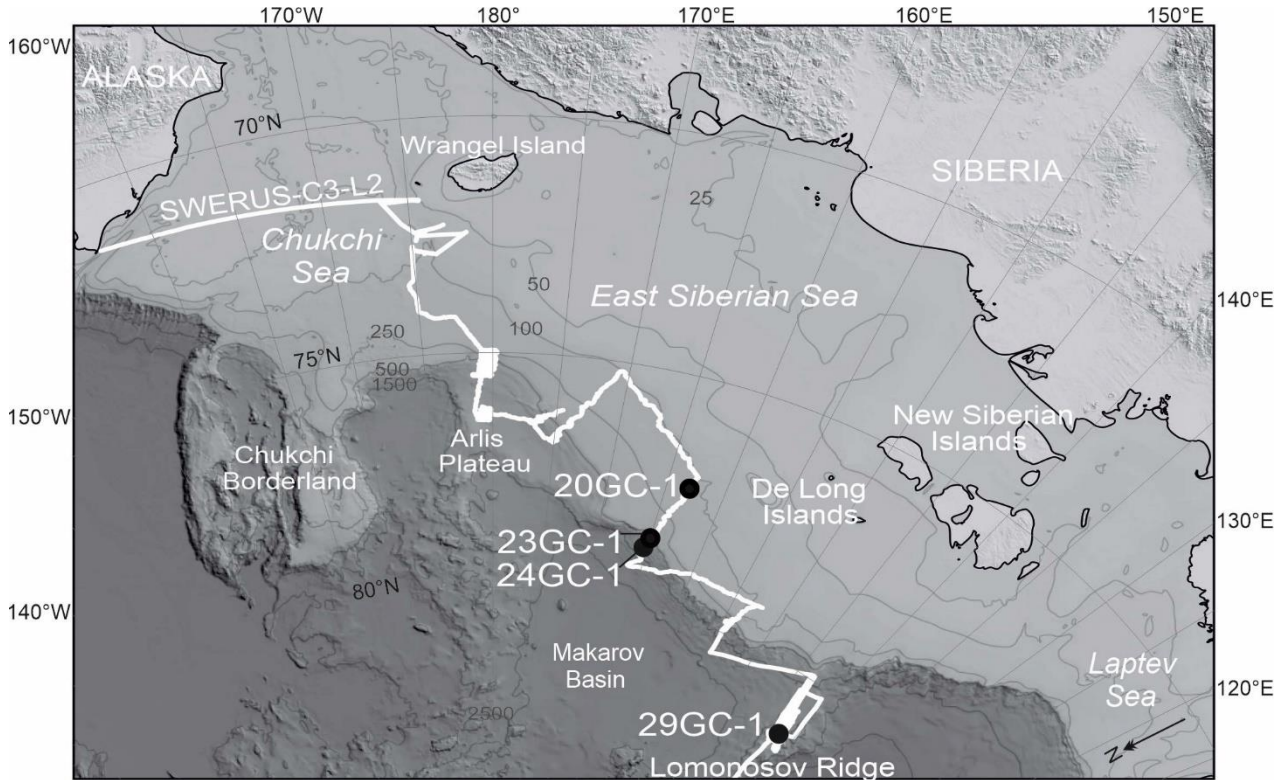 170°W
180°
170°E
160°E
150°E
160°W
ALASKA
70°N
Wrangel Island
SIBERIA
SWERUS-C3-L2
25
Chukchi
Sea
50
East Siberian Sea
140°E
250
100
75°N
500
1500
150°W
New Siberian
Islands
Arlis
Plateau
Chukchi
Borderland
20GC-1
De Long
Islands
130°E
23GC-1
24GC-1
80°N
140°W
Makarov
Basin
Laptev
Sea
120°E
2500
29GC-1
N
Lomonosov Ridge